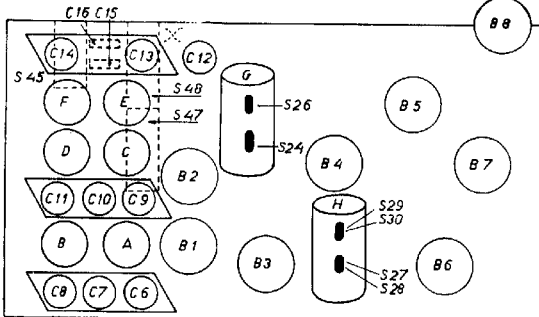 C16 C15
B8
C14 C13 C12
G
S45
S48
F E
S26
B5
S47
S24
D C
B4
B7
B2
C11 C10 C9
H
S29
S30
B A B1
B3
S27
B6
S28
C8 C7 C6